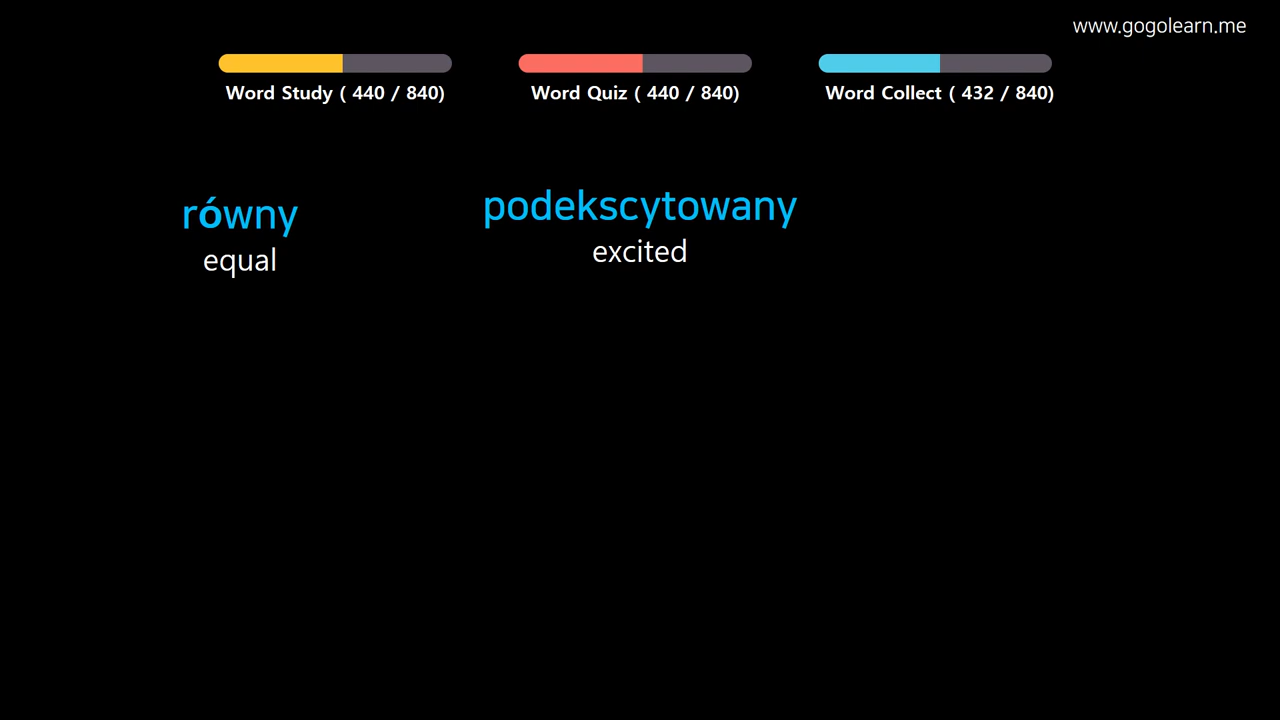 www.gogolearn.me
Word Study ( 440 / 840)
Word Quiz ( 440 / 840)
Word Collect ( 432 / 840)
równy
equal
podekscytowany
excited